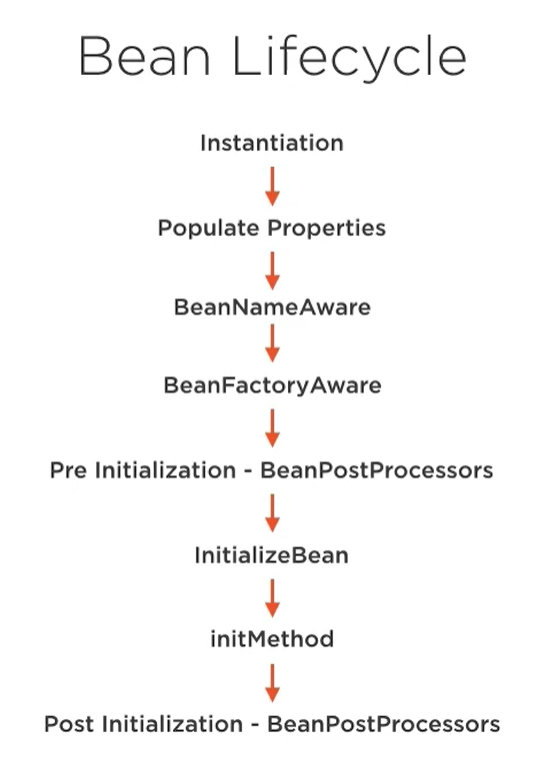 Bean Lifecycle
Instantiation
Populate Properties
BeanNameAware
BeanFactoryAware
Pre Initialization - BeanPostProcessors
InitializeBean
initMethod
Post Initialization - BeanPostProcessors